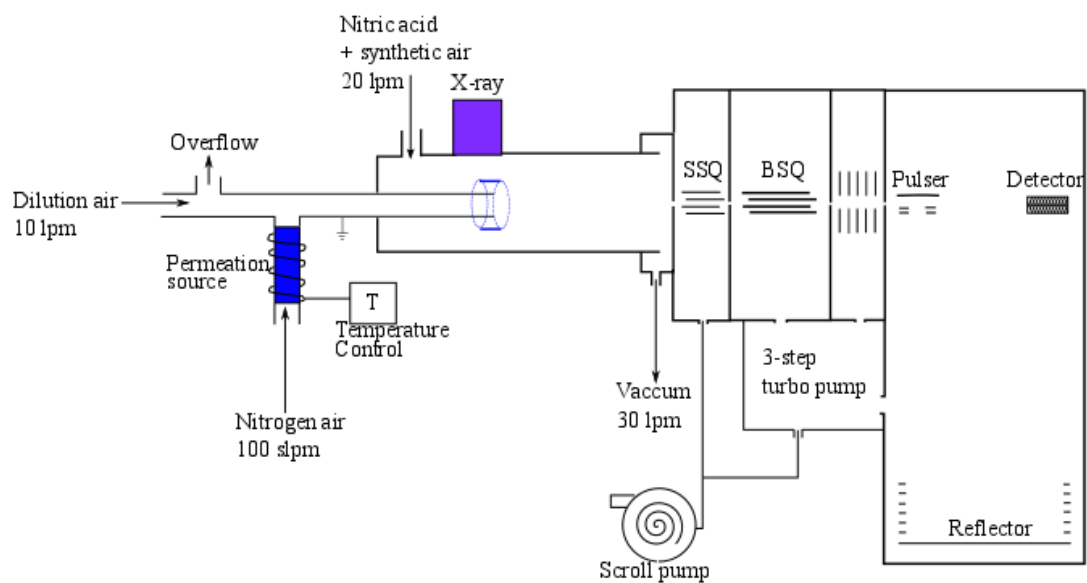 Nitric acid
+ synthetic air
20 lpm
X-ray
Overflow
Dilution air
10 lpm
Permeation
source
T
Temperature
Control
Nitrogen air
100 slpm
Vaccum
30 lpm
SSQ
BSQ
Pulser
Detector
3-step
turbo pump
Reflector
Scroll pump